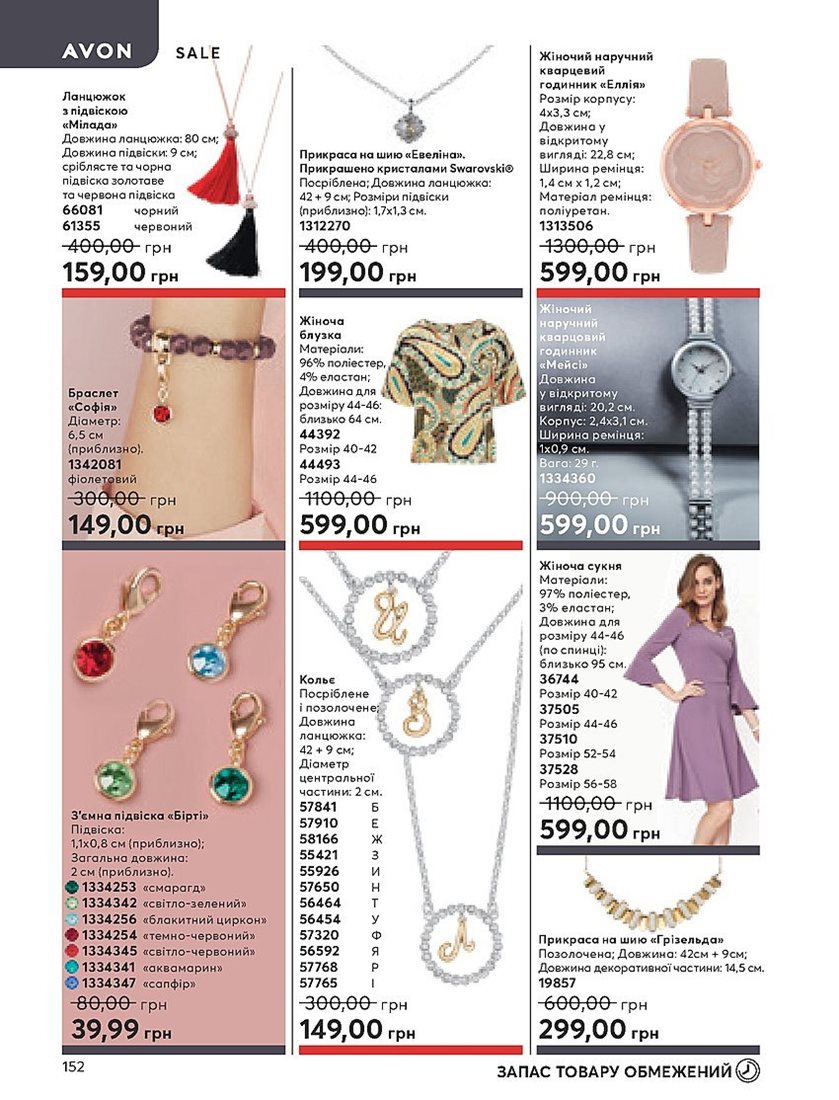 AVON
SALE
Ланцюжок
з підвіскою
«Мілада»
Довжина ланцюжка: 80 см;
Довжина підвіски: 9 см;
сріблясте та чорна
підвіска золотаве
та червона підвіска
66081 чорний
61355 червоний
400,00 грн
159,00 грн
Прикраса на шию «Евеліна».
Прикрашено кристалами Swarovski®
Посріблена; Довжина ланцюжка:
42 + 9 см; Розміри підвіски
(приблизно): 1,7х1,3 см.
1312270
400,00 грн
199,00 грн
Жіночий наручний
кварцевий
годинник «Еллія»
Розмір корпусу:
4х3,3 см;
Довжина у
відкритому
вигляді: 22,8 см;
Ширина ремінця:
1,4 см х 1,2 см;
Матеріал ремінця:
поліуретан.
1313506
1300,00 грн
599,00 грн
Браслет
«Софія»
Діаметр:
6,5 см
(приблизно).
1342081
фіолетовий
300,00 грн
149,00 грн
Жіноча
блузка
Матеріали:
96% поліестер,
4% еластан;
Довжина для
розміру 44-46:
близько 64 см.
44392
Розмір 40-42
44493
Розмір 44-46
1100,00 грн
599,00 грн
Жіночий
наручний
кварцовий
годинник
«Мейсі»
Довжина
у відкритому
вигляді: 20,2 см.
Корпус: 2,4х3,1 см.
Ширина ремінця:
1х0,9 см.
Вага: 29 г.
1334360
900,00 грн
599,00 грн
З'ємна підвіска «Бірті»
Підвіска:
1,1х0,8 см (приблизно);
Загальна довжина:
2 см (приблизно).
1334253 «смарагд»
1334342 «світло-зелений»
1334256 «блакитний циркон»
1334254 «темно-червоний»
1334345 «світло-червоний»
1334341 «аквамарин»
1334347 «сапфір»
80,00 грн
39,99 грн
Кольє
Посріблене
і позолочене;
Довжина
ланцюжка:
42 + 9 см;
Діаметр
центральної
частини: 2 см.
57841 Б
57910 Е
58166 Ж
55421 З
55926 И
57650 Н
56464 Т
56454 У
57320 Ф
56592 Я
57768 Р
57765 І
300,00 грн
149,00 грн
Жіноча сукня
Матеріали:
97% поліестер,
3% еластан;
Довжина для
розміру 44-46
(по спинці):
близько 95 см.
36744
Розмір 40-42
37505
Розмір 44-46
37510
Розмір 52-54
37528
Розмір 56-58
1100,00 грн
599,00 грн
Прикраса на шию «Грізельда»
Позолочена; Довжина: 42см + 9см;
Довжина декоративної частини: 14,5 см.
19857
600,00 грн
299,00 грн
152
ЗАПАС ТОВАРУ ОБМЕЖЕНИЙ